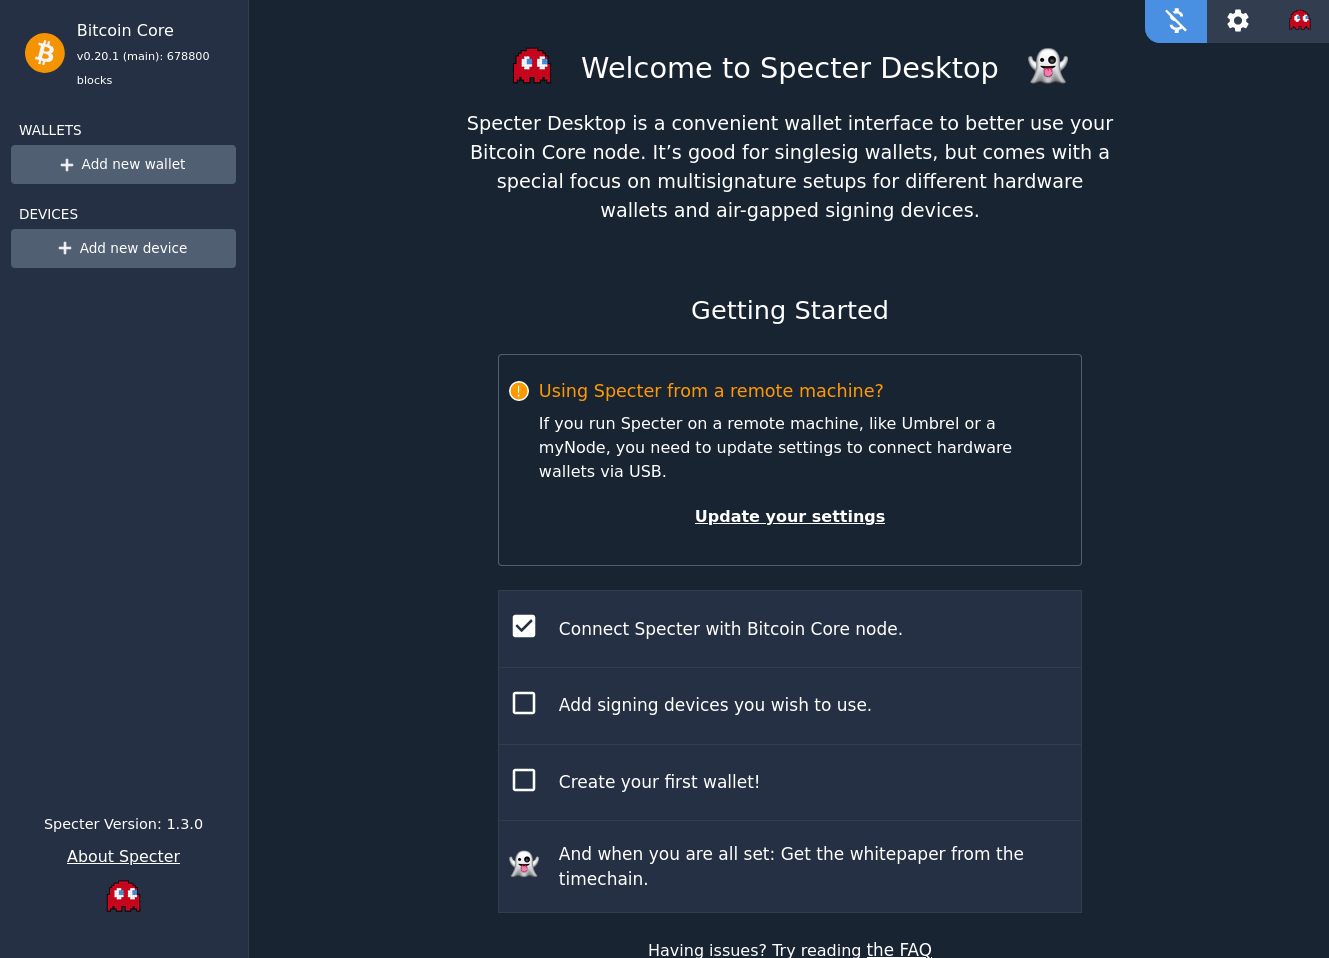 Bitcoin Core
v0.20.1 (main): 678800
blocks
WALLETS
Add new wallet
DEVICES
Add new device
Specter Version: 1.3.0
About Specter
Welcome to Specter Desktop
Specter Desktop is a convenient wallet interface to better use your
Bitcoin Core node. It’s good for singlesig wallets, but comes with a
special focus on multisignature setups for different hardware
wallets and air-gapped signing devices.
Getting Started
Using Specter from a remote machine?
If you run Specter on a remote machine, like Umbrel or a
myNode, you need to update settings to connect hardware
wallets via USB.
Update your settings
Connect Specter with Bitcoin Core node.
Add signing devices you wish to use.
Create your first wallet!
And when you are all set: Get the whitepaper from the
timechain.
Having issues? Try reading the FAQ